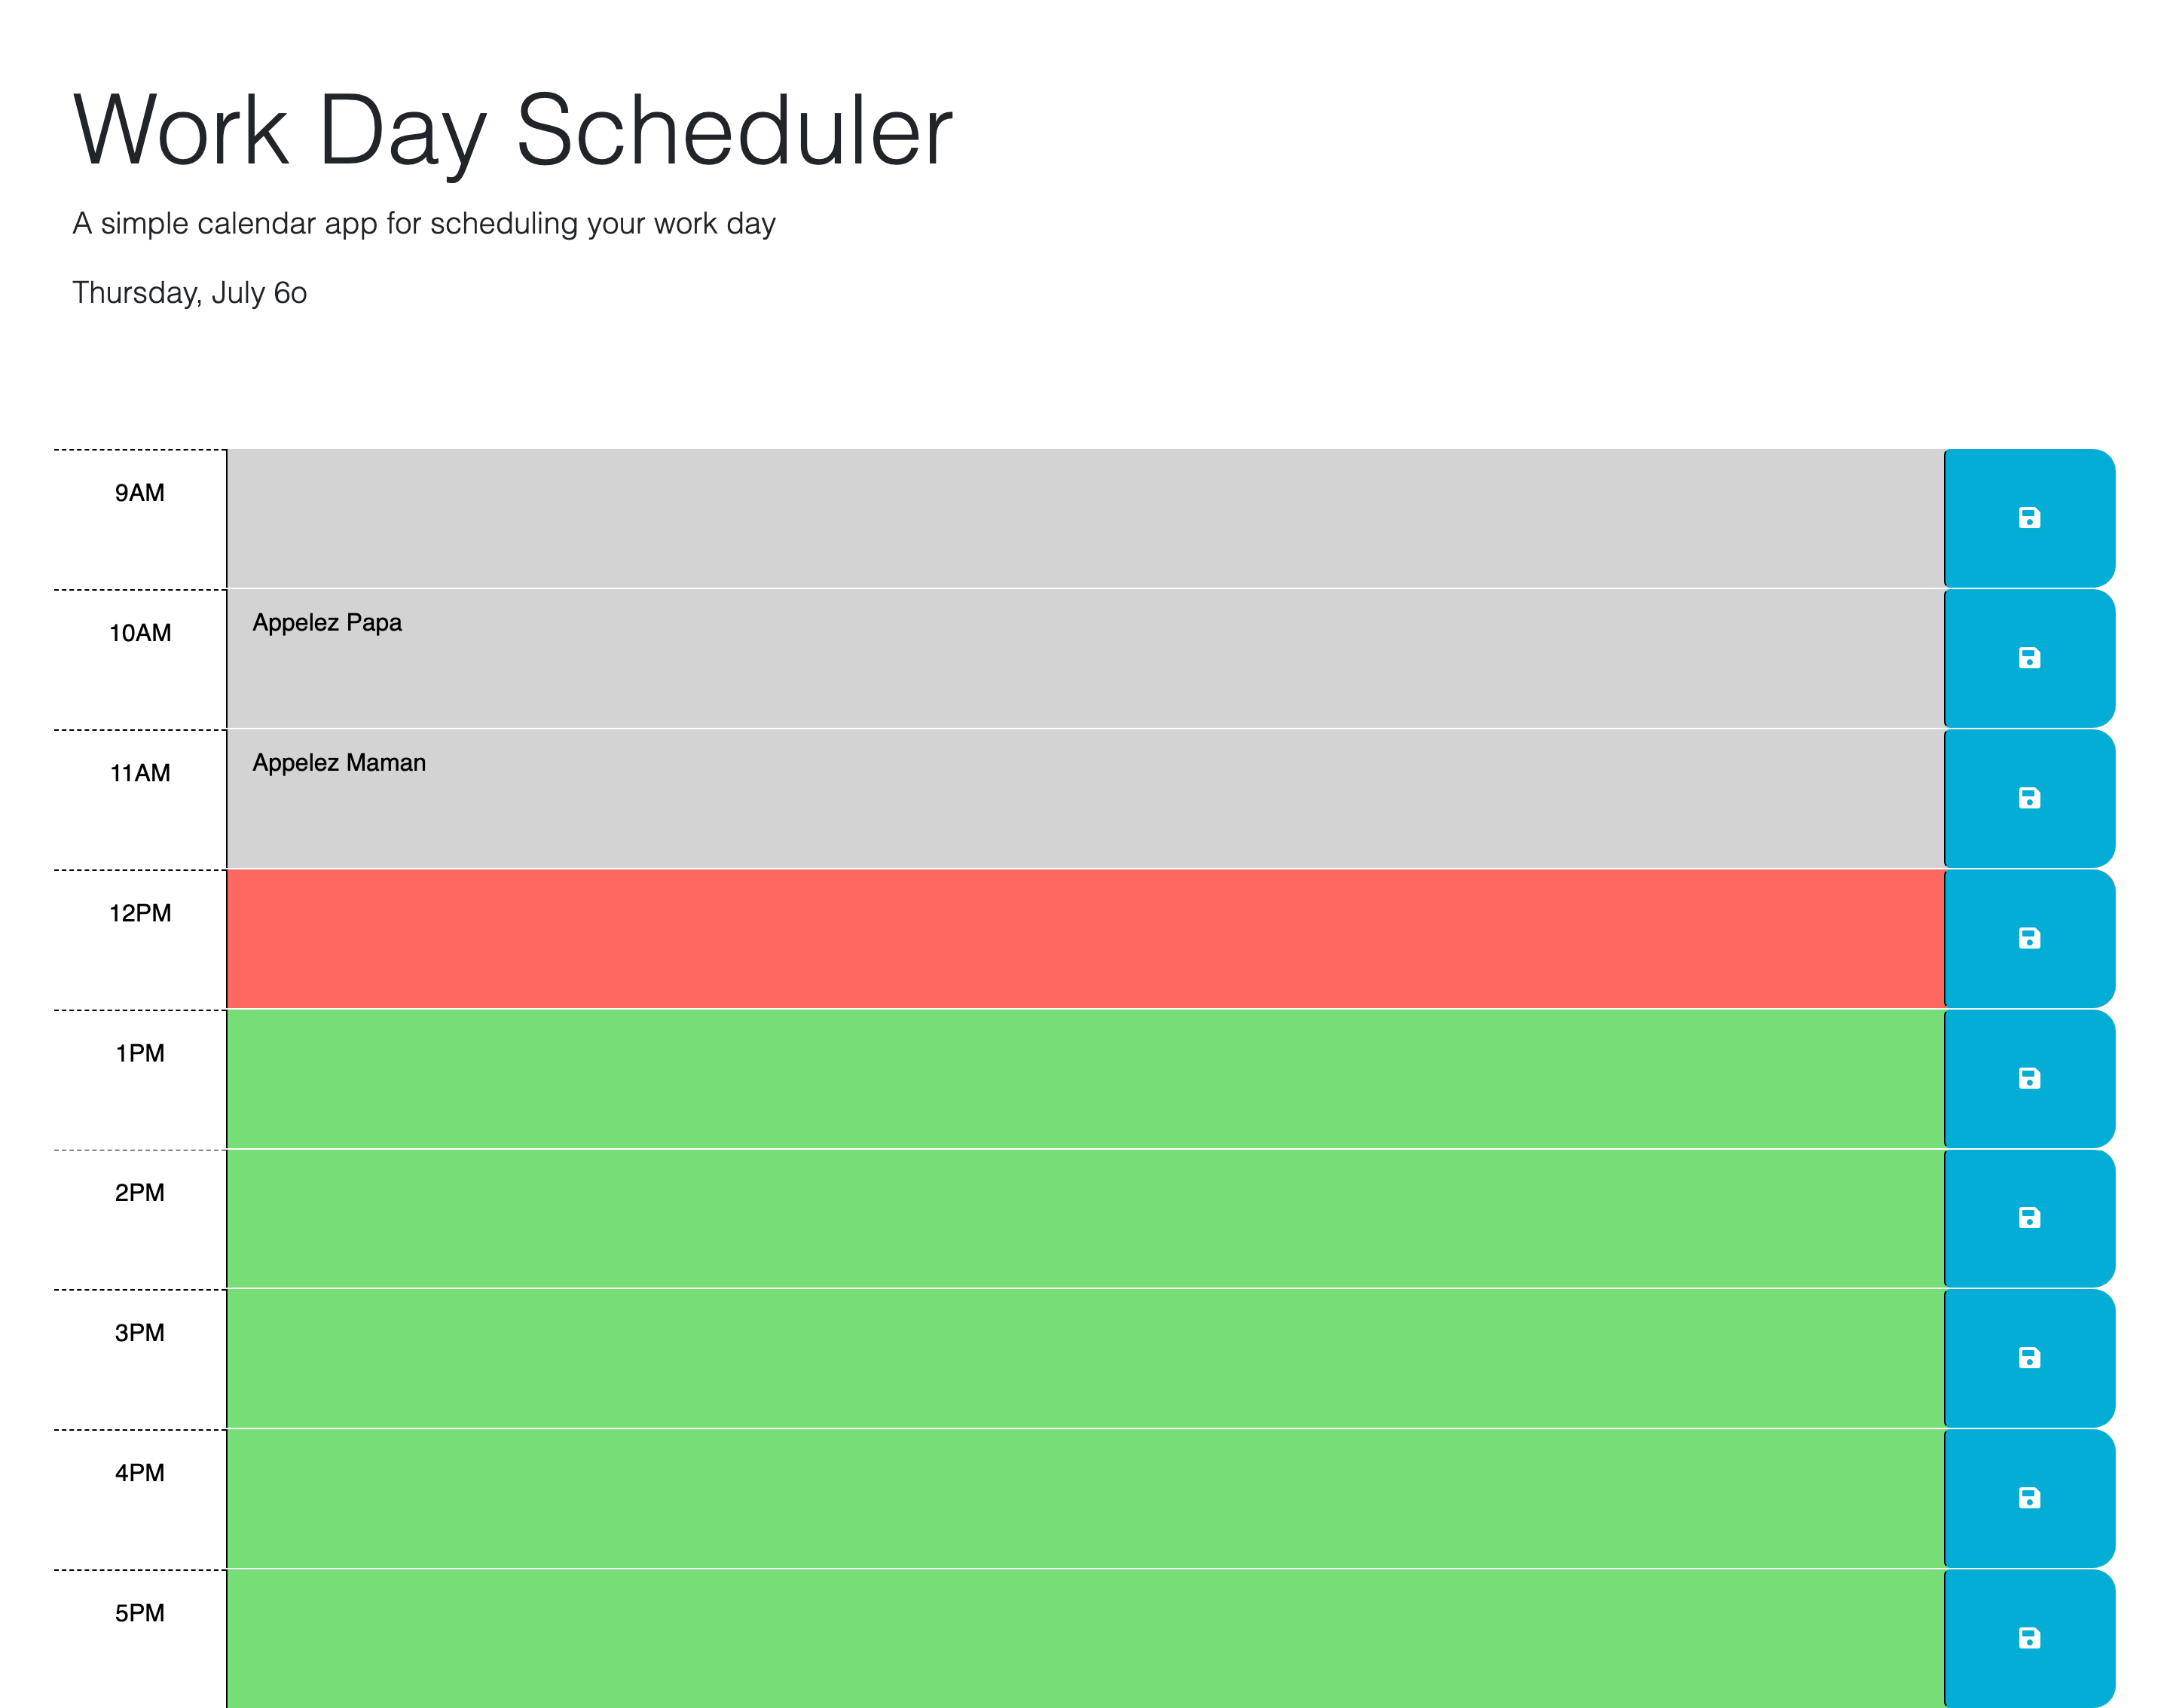 Work Day Scheduler
A simple calendar app for scheduling your work day
Thursday, July 6o
9AM
10AM
Appelez Papa
11AM
Appelez Maman
12PM
1PM
2PM
3PM
4PM
5PM